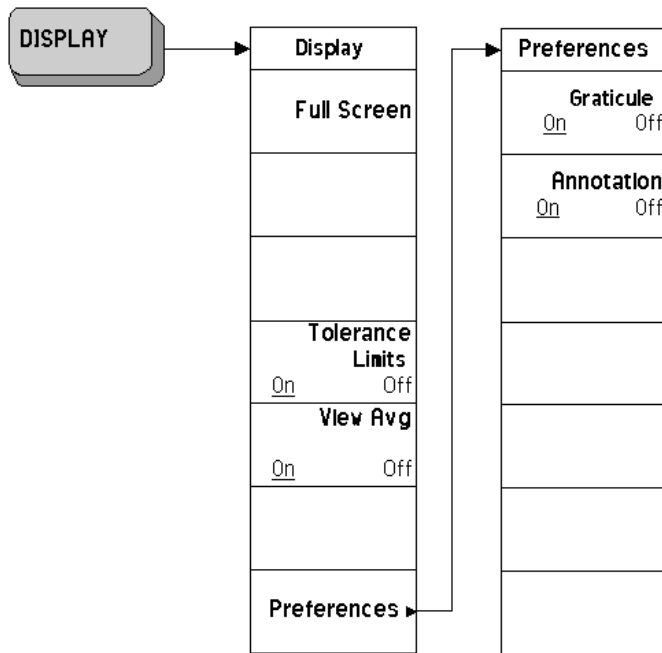 DISPLAY
Display
Full Screen
Tolerance
Limits
On Off
View Avg
On Off
Preferences
Preferences
Graticule
On Off
Annotation
On Off